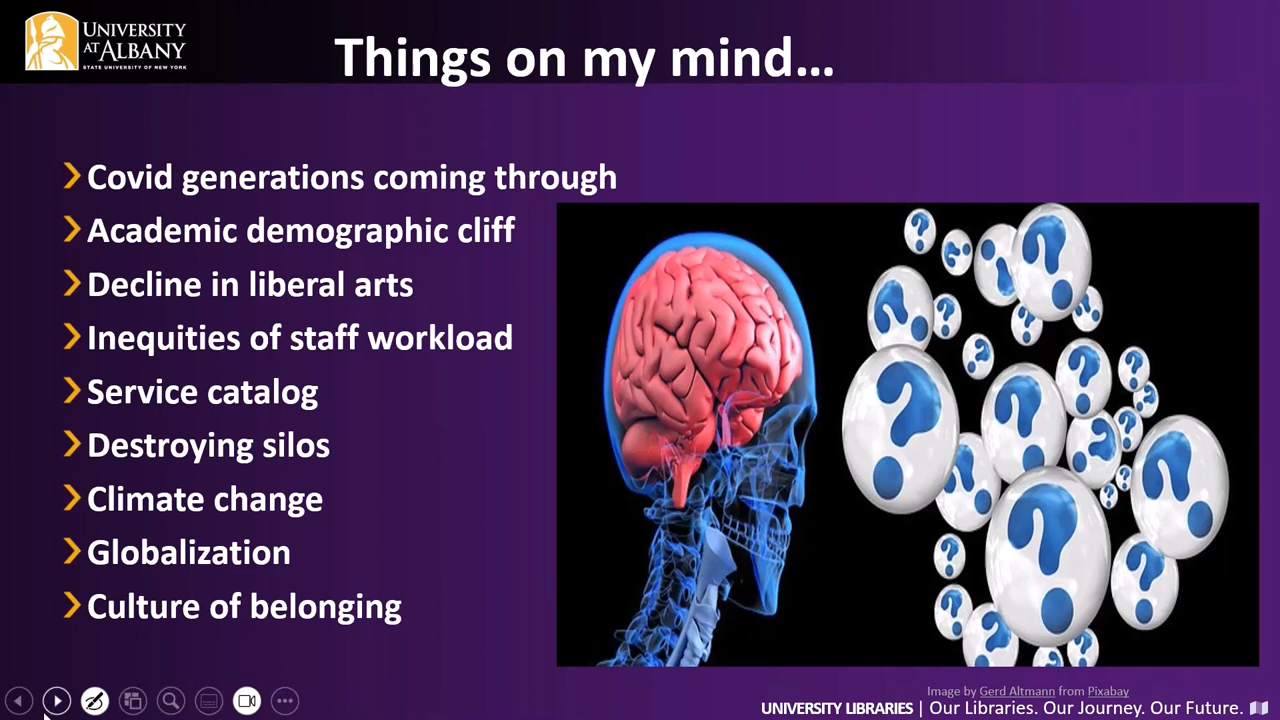 UNIVERSITY
AT ALBANY
STATE UNIVERSITY OF NEW YORK
Things on my mind…
Covid generations coming through
Academic demographic cliff
Decline in liberal arts
Inequities of staff workload
Service catalog
Destroying silos
Climate change
Globalization
Culture of belonging
Image by Gerd Altmann from Pixabay
UNIVERSITY LIBRARIES | Our Libraries. Our Journey. Our Future.